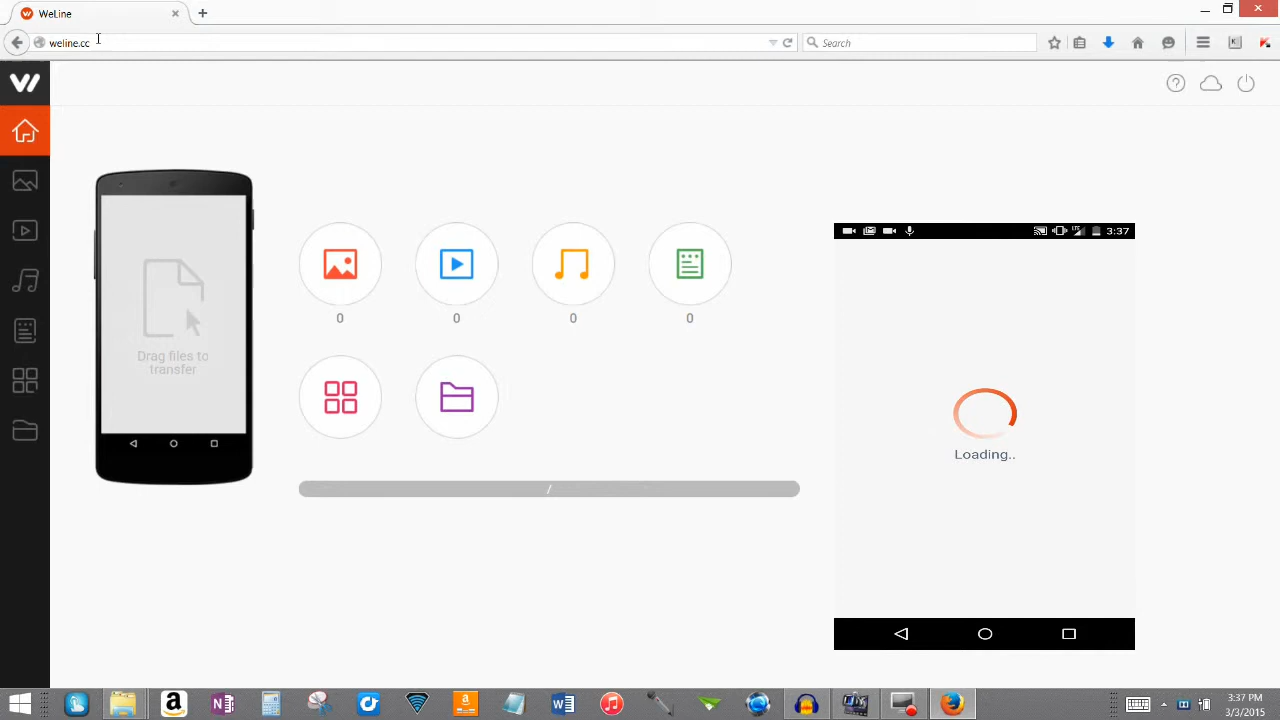 WeLine
weline.cc
Search
3:37
Drag files to
transfer
0
0
0
0
/
Loading..
3:37 PM
3/3/2015